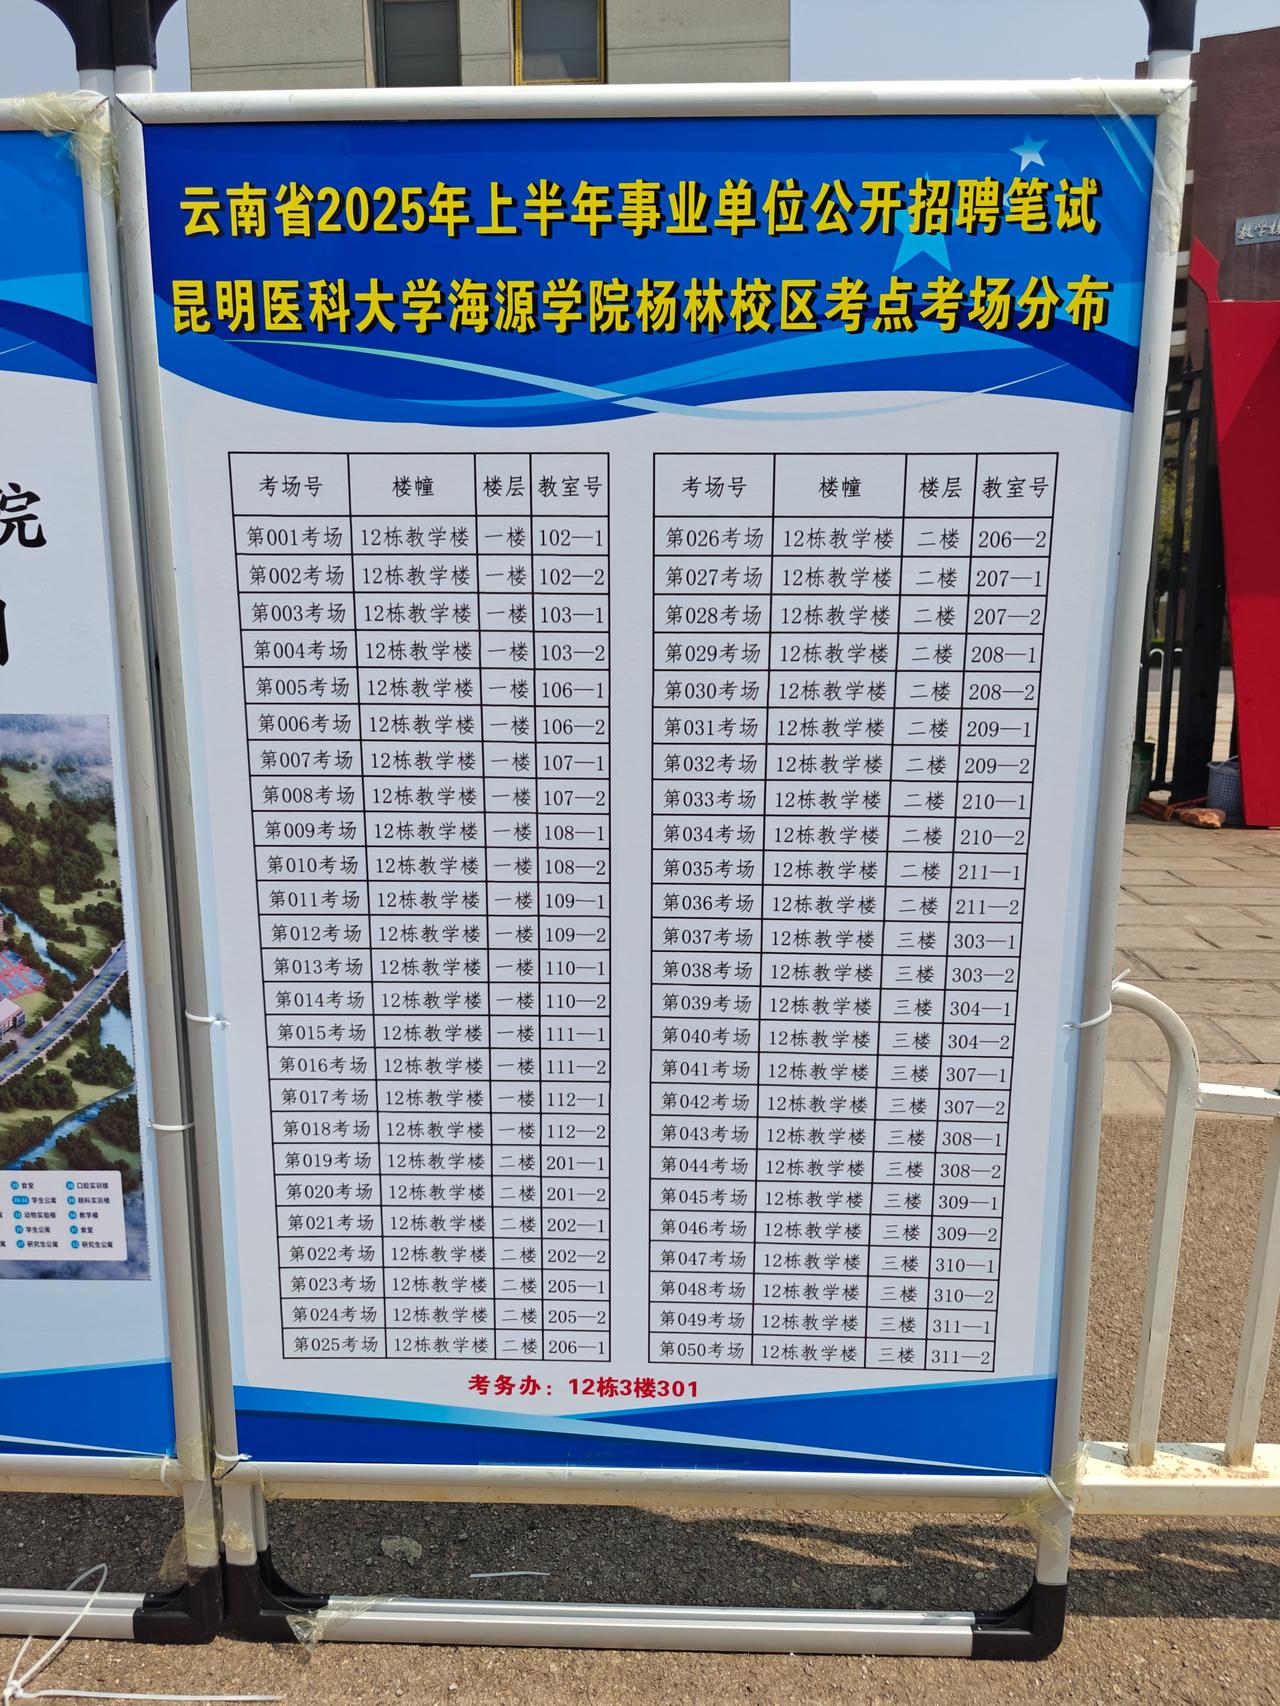 云南省2025年上半年事业单位公开招聘笔试
昆明医科大学海源学院杨林校区考点考场分布
考场号 楼幢 楼层 教室号
第001考场 12栋教学楼 一楼 102—1
第002考场 12栋教学楼 一楼 102—2
第003考场 12栋教学楼 一楼 103—1
第004考场 12栋教学楼 一楼 103—2
第005考场 12栋教学楼 一楼 106—1
第006考场 12栋教学楼 一楼 106—2
第007考场 12栋教学楼 一楼 107—1
第008考场 12栋教学楼 一楼 107—2
第009考场 12栋教学楼 一楼 108—1
第010考场 12栋教学楼 一楼 108—2
第011考场 12栋教学楼 一楼 109—1
第012考场 12栋教学楼 一楼 109—2
第013考场 12栋教学楼 一楼 110—1
第014考场 12栋教学楼 一楼 110—2
第015考场 12栋教学楼 一楼 111—1
第016考场 12栋教学楼 一楼 111—2
第017考场 12栋教学楼 一楼 112—1
第018考场 12栋教学楼 一楼 112—2
第019考场 12栋教学楼 二楼 201—1
第020考场 12栋教学楼 二楼 201—2
第021考场 12栋教学楼 二楼 202—1
第022考场 12栋教学楼 二楼 202—2
第023考场 12栋教学楼 二楼 205—1
第024考场 12栋教学楼 二楼 205—2
第025考场 12栋教学楼 二楼 206—1
考场号 楼幢 楼层 教室号
第026考场 12栋教学楼 二楼 206—2
第027考场 12栋教学楼 二楼 207—1
第028考场 12栋教学楼 二楼 207—2
第029考场 12栋教学楼 二楼 208—1
第030考场 12栋教学楼 二楼 208—2
第031考场 12栋教学楼 二楼 209—1
第032考场 12栋教学楼 二楼 209—2
第033考场 12栋教学楼 二楼 210—1
第034考场 12栋教学楼 二楼 210—2
第035考场 12栋教学楼 二楼 211—1
第036考场 12栋教学楼 二楼 211—2
第037考场 12栋教学楼 三楼 303—1
第038考场 12栋教学楼 三楼 303—2
第039考场 12栋教学楼 三楼 304—1
第040考场 12栋教学楼 三楼 304—2
第041考场 12栋教学楼 三楼 307—1
第042考场 12栋教学楼 三楼 307—2
第043考场 12栋教学楼 三楼 308—1
第044考场 12栋教学楼 三楼 308—2
第045考场 12栋教学楼 三楼 309—1
第046考场 12栋教学楼 三楼 309—2
第047考场 12栋教学楼 三楼 310—1
第048考场 12栋教学楼 三楼 310—2
第049考场 12栋教学楼 三楼 311—1
第050考场 12栋教学楼 三楼 311—2
考务办：12栋3楼301
院
食堂 口腔实训楼
学生公寓 眼科实训楼
动物实验楼 教学楼
学生公寓 食堂
研究生公寓 研究生公寓
教学楼